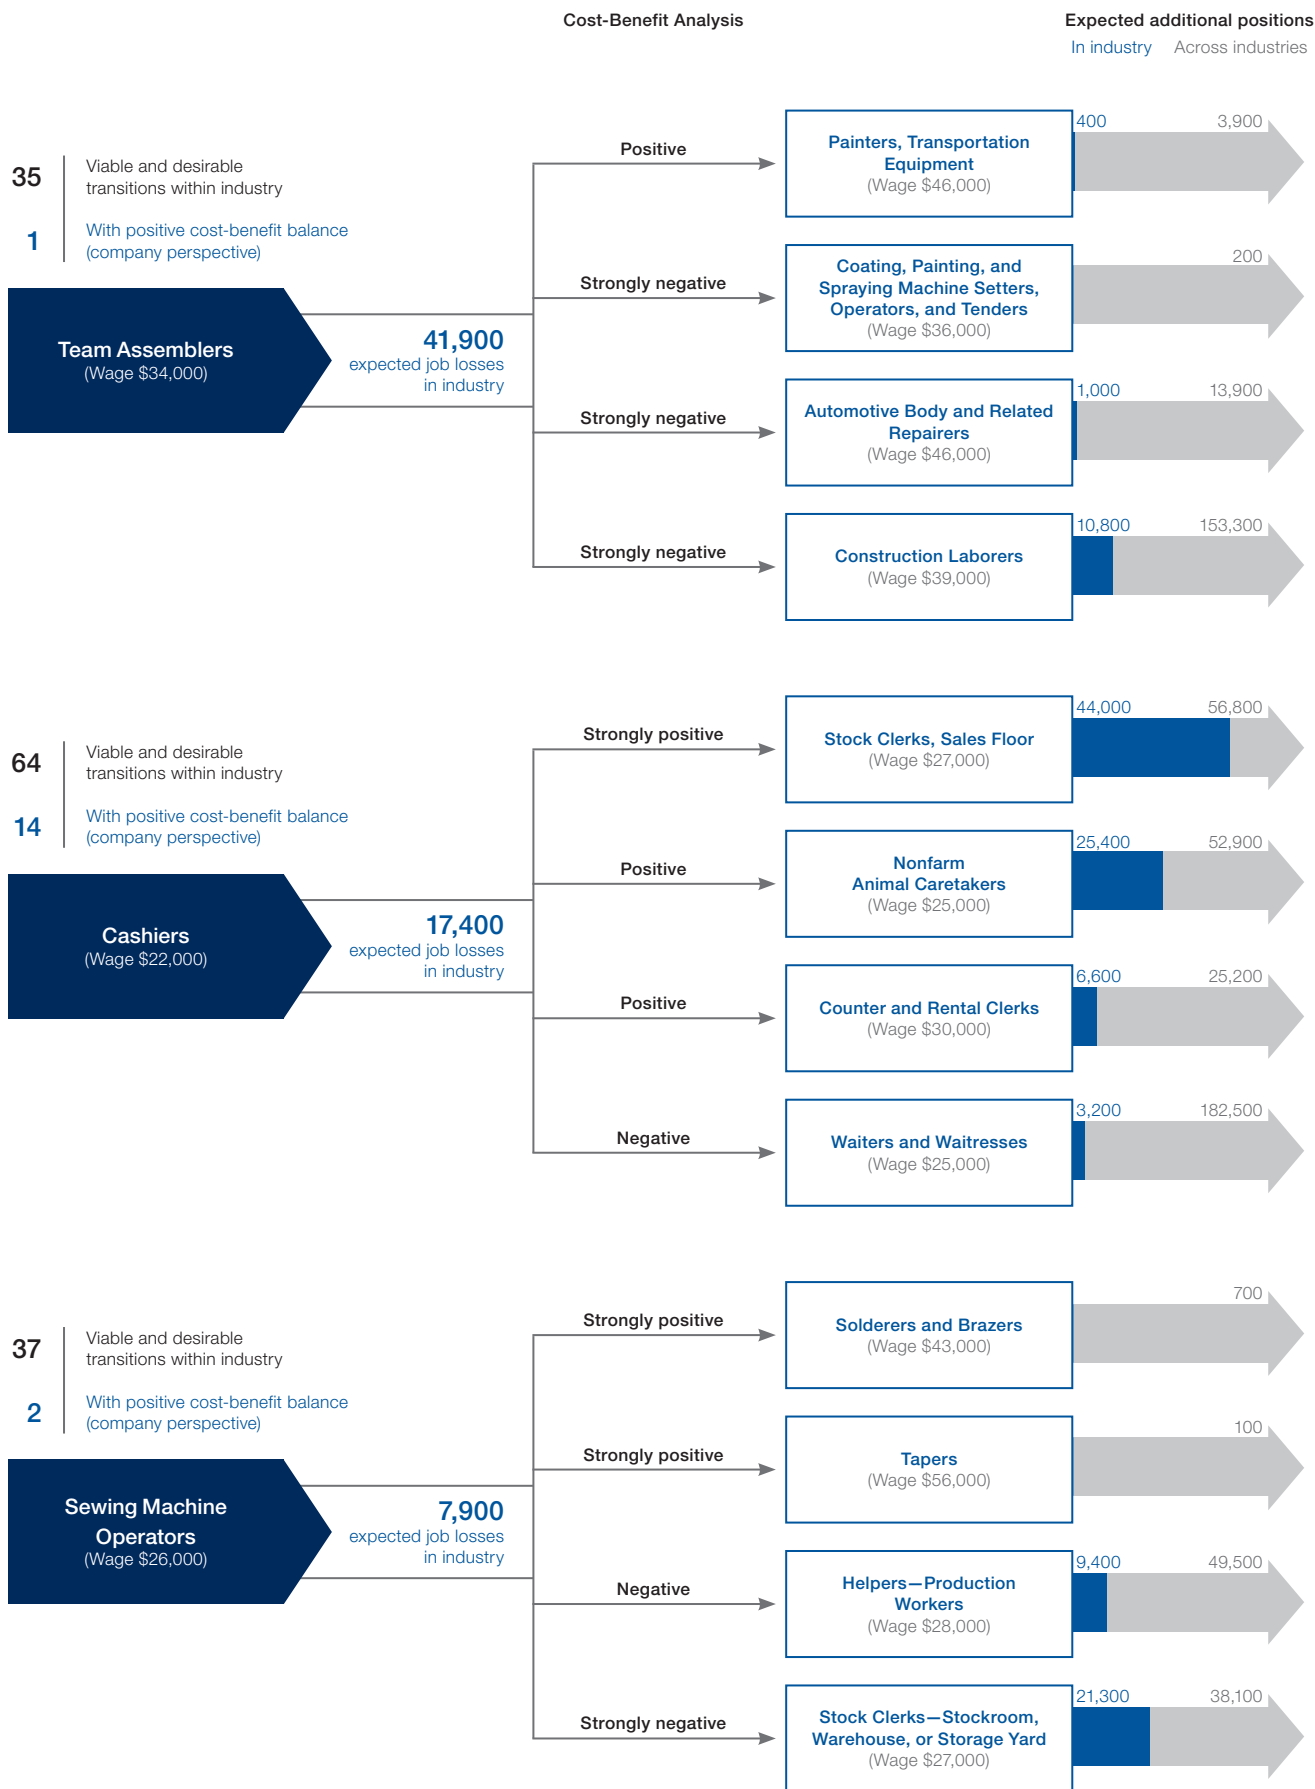 Cost-Benefit Analysis
Expected additional positions
In industry Across industries
35
Viable and desirable
transitions within industry
1
With positive cost-benefit balance
(company perspective)
Team Assemblers
(Wage $34,000)
41,900
expected job losses
in industry
Positive
Painters, Transportation
Equipment
(Wage $46,000)
400 3,900
Strongly negative
Coating, Painting, and
Spraying Machine Setters,
Operators, and Tenders
(Wage $36,000)
200
Strongly negative
Automotive Body and Related
Repairers
(Wage $46,000)
1,000 13,900
Strongly negative
Construction Laborers
(Wage $39,000)
10,800 153,300
64
Viable and desirable
transitions within industry
14
With positive cost-benefit balance
(company perspective)
Cashiers
(Wage $22,000)
17,400
expected job losses
in industry
Strongly positive
Stock Clerks, Sales Floor
(Wage $27,000)
44,000 56,800
Positive
Nonfarm
Animal Caretakers
(Wage $25,000)
25,400 52,900
Positive
Counter and Rental Clerks
(Wage $30,000)
6,600 25,200
Negative
Waiters and Waitresses
(Wage $25,000)
3,200 182,500
37
Viable and desirable
transitions within industry
2
With positive cost-benefit balance
(company perspective)
Sewing Machine
Operators
(Wage $26,000)
7,900
expected job losses
in industry
Strongly positive
Solderers and Brazers
(Wage $43,000)
700
Strongly positive
Tapers
(Wage $56,000)
100
Negative
Helpers—Production
Workers
(Wage $28,000)
9,400 49,500
Strongly negative
Stock Clerks—Stockroom,
Warehouse, or Storage Yard
(Wage $27,000)
21,300 38,100